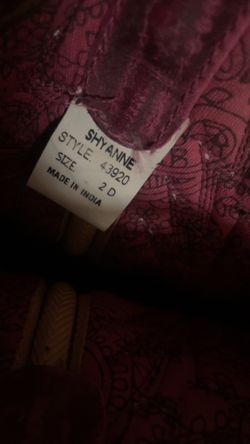 SHYANNE
STYLE. 43920
SIZE. 2 D
MADE IN INDIA